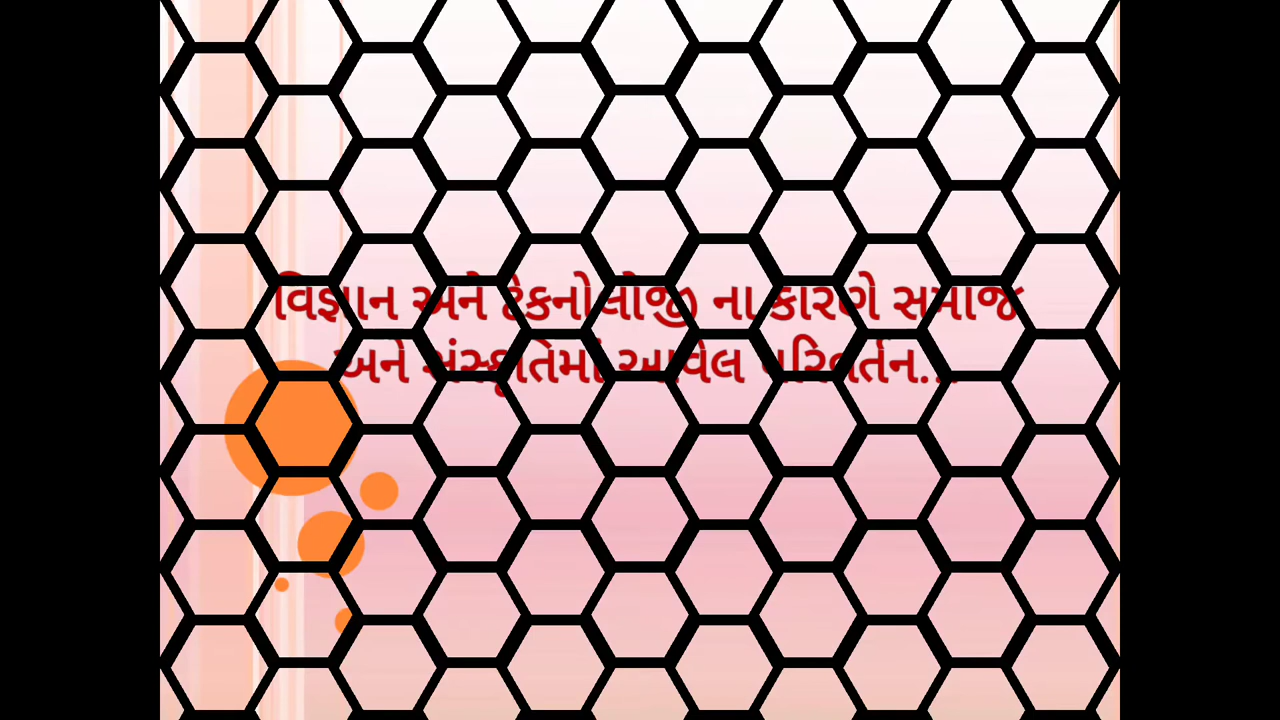 વિજ્ઞાન અને ટેકનોલોજી ના કારણે સમાજ
અને સંસ્કૃતિમાં આવેલ પરિવર્તન...